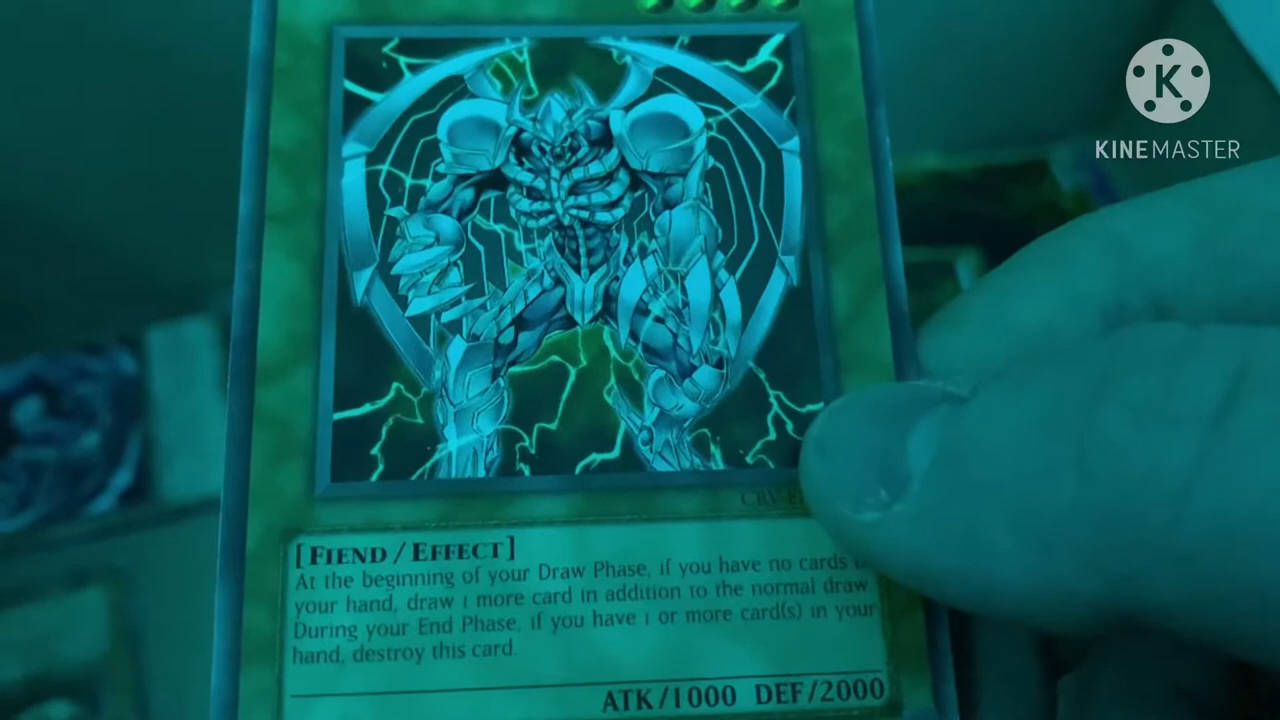 K
KINEMASTER
[FIEND/EFFECT]
At the beginning of your Draw Phase, if you have no cards
your hand, draw 1 more card in addition to the normal draw.
During your End Phase, if you have 1 or more card(s) in your
hand, destroy this card.
ATK/1000 DEF/2000